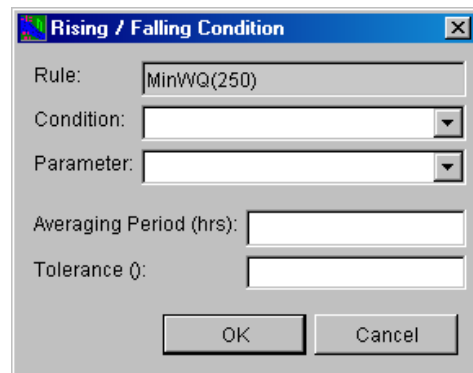 Rising / Falling Condition
Rule: MinWQ(250)
Condition:
Parameter:
Averaging Period (hrs):
Tolerance ():
OK Cancel